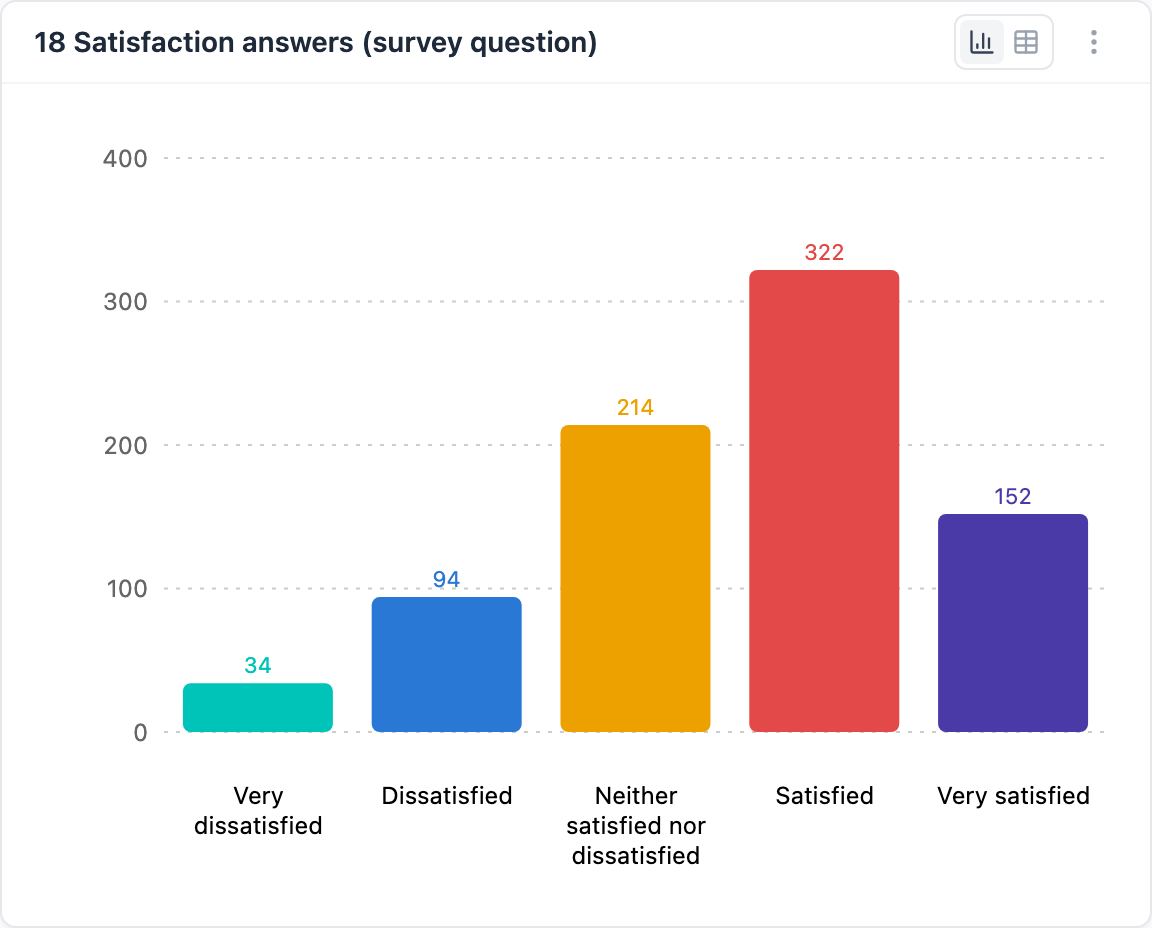 18 Satisfaction answers (survey question)
400
300
200
100
0
34
94
214
322
152
Very
dissatisfied
Dissatisfied
Neither
satisfied nor
dissatisfied
Satisfied
Very satisfied